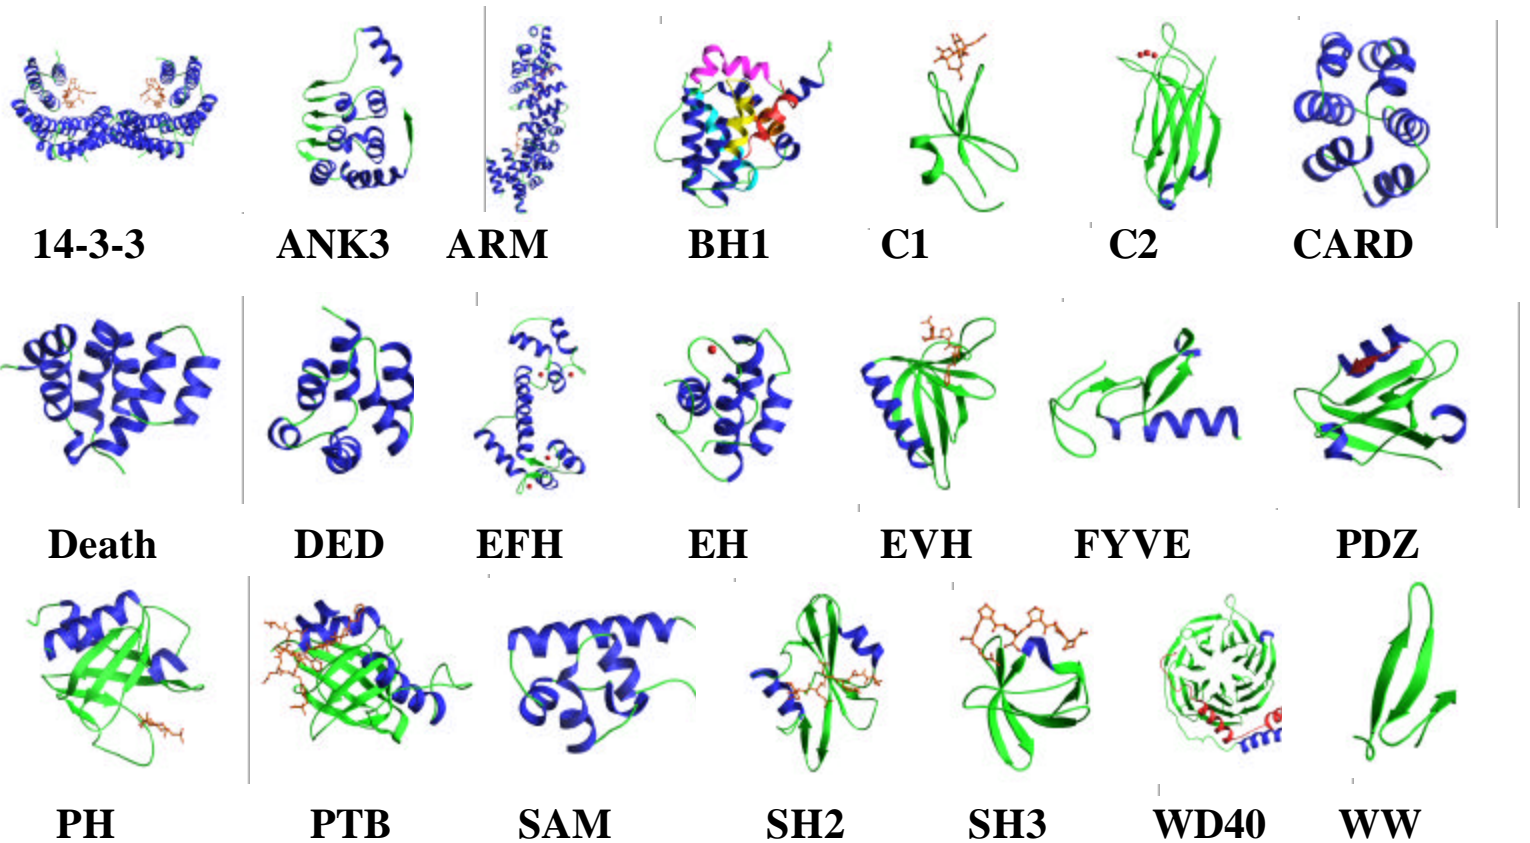 14-3-3 ANK3 ARM BH1 C1 C2 CARD
Death DED EFH EH EVH FYVE PDZ
PH PTB SAM SH2 SH3 WD40 WW